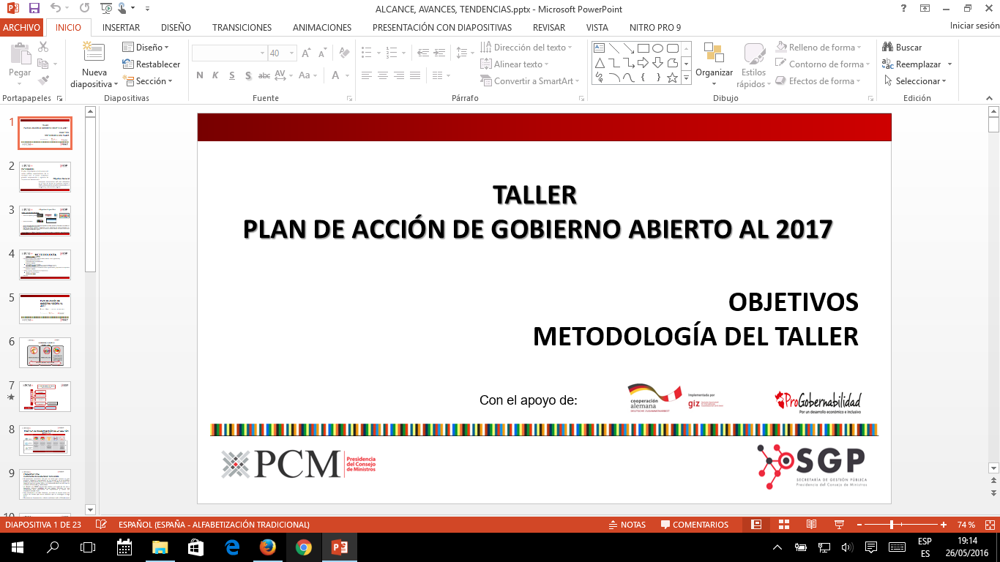 ALCANCE, AVANCES, TENDENCIAS.pptx - Microsoft PowerPoint
ARCHIVO INICIO INSERTAR DISEÑO TRANSICIONES ANIMACIONES PRESENTACIÓN CON DIAPOSITIVAS REVISAR VISTA NITRO PRO 9 Iniciar sesión
Pegar
Nueva diapositiva
Diseño
Restablecer
Sección
40
N K S S abc AV Aa A
Dirección del texto
Alinear texto
Convertir a SmartArt
Organizar
Estilos rápidos
Relleno de forma
Contorno de forma
Efectos de forma
Buscar
Reemplazar
Seleccionar
Portapapeles Diapositivas Fuente Párrafo Dibujo Edición
1
2
3
4
METODOLOGÍA
5
6
7
8
9
10
TALLER
PLAN DE ACCIÓN DE GOBIERNO ABIERTO AL 2017
OBJETIVOS
METODOLOGÍA DEL TALLER
Con el apoyo de:
cooperación
alemana
DEUTSCHE ZUSAMMENARBEIT
Implementada por
giz
ProGobernabilidad
Por un desarrollo económico e inclusivo
PCM
Presidencia
del Consejo
de Ministros
SGP
SECRETARÍA DE GESTIÓN PÚBLICA
Presidencia del Consejo de Ministros
DIAPOSITIVA 1 DE 23 ESPAÑOL (ESPAÑA - ALFABETIZACIÓN TRADICIONAL) NOTAS COMENTARIOS 74 %
ESP
ES
19:14
26/05/2016